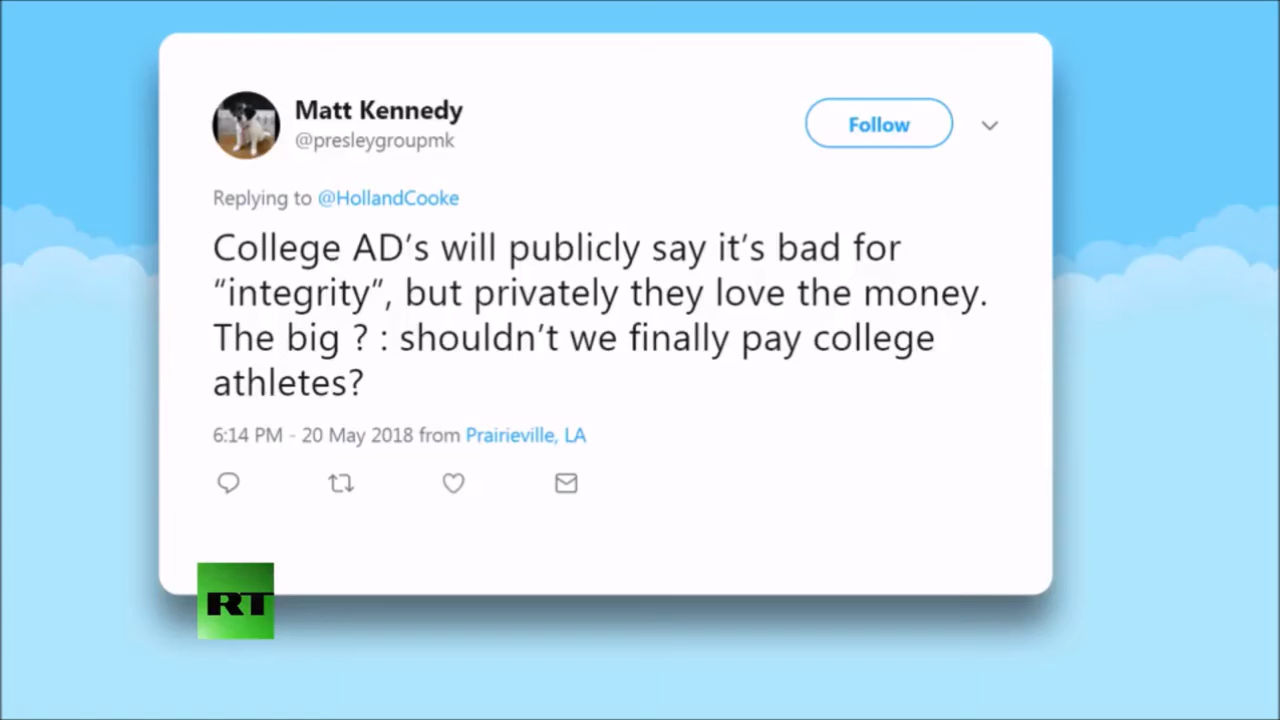 Matt Kennedy
@presleygroupmk
Follow
Replying to @HollandCooke
College AD’s will publicly say it’s bad for
“integrity”, but privately they love the money.
The big ? : shouldn’t we finally pay college
athletes?
6:14 PM - 20 May 2018 from Prairieville, LA
RT